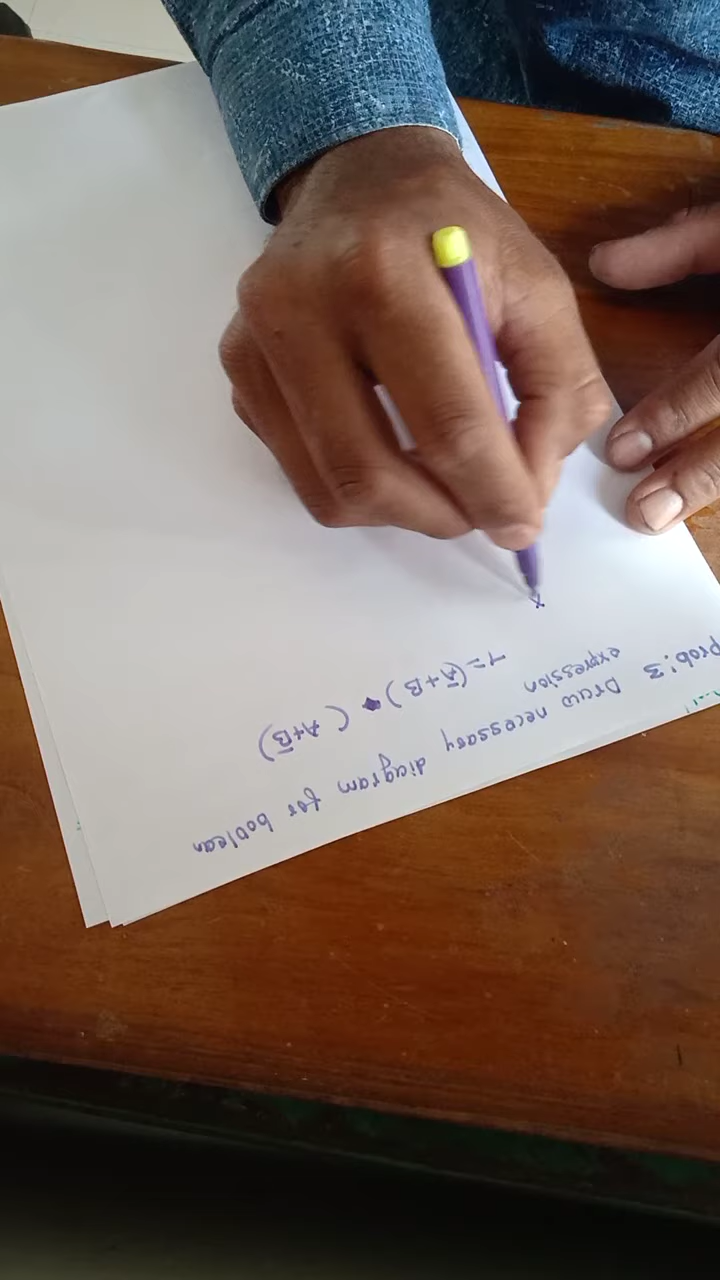 prob:3 Draw necessary diagram for boolean
expression
Y=(A̅+B)•(A+B̅)